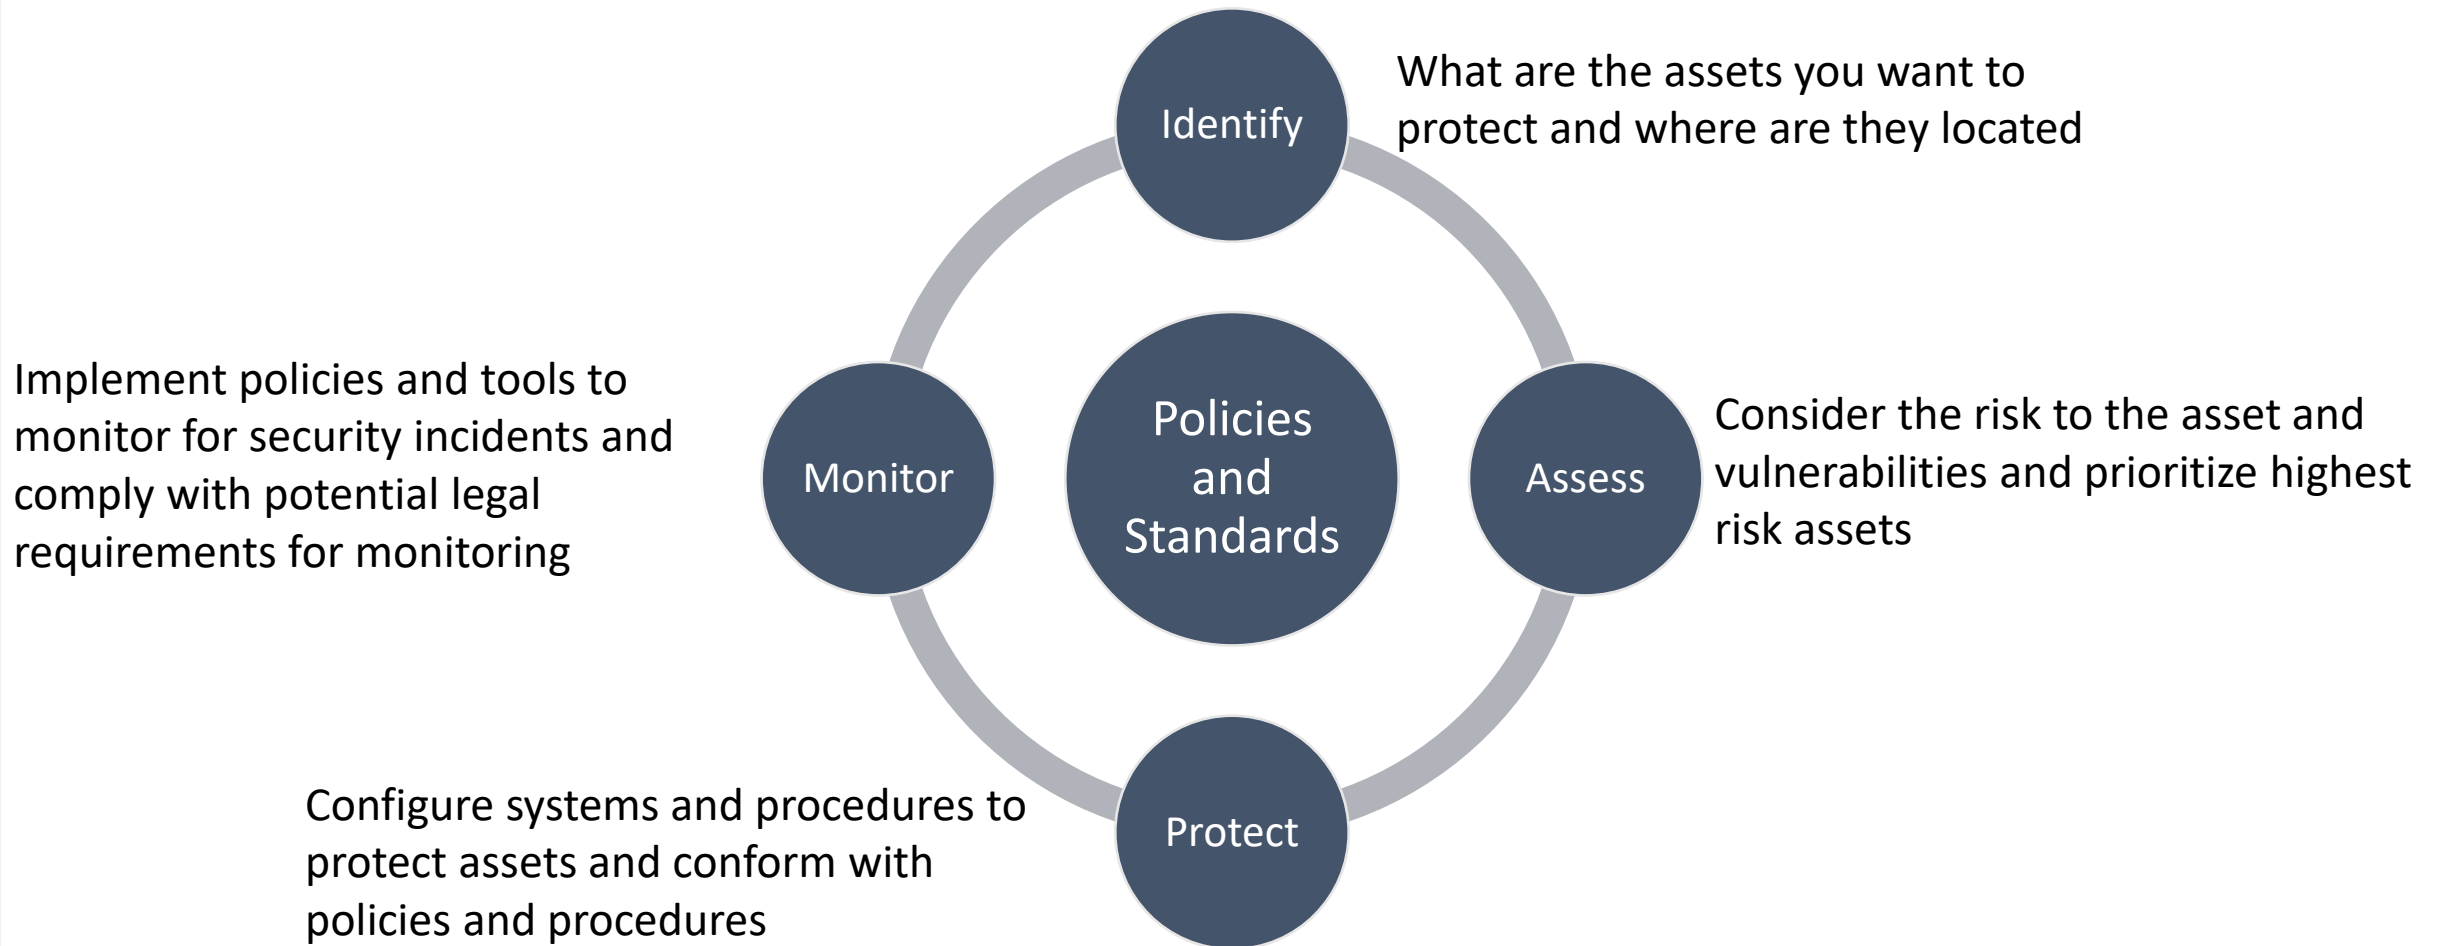 Identify
What are the assets you want to
protect and where are they located
Implement policies and tools to
monitor for security incidents and
comply with potential legal
requirements for monitoring
Monitor
Policies
and
Standards
Assess
Consider the risk to the asset and
vulnerabilities and prioritize highest
risk assets
Configure systems and procedures to
protect assets and conform with
policies and procedures
Protect